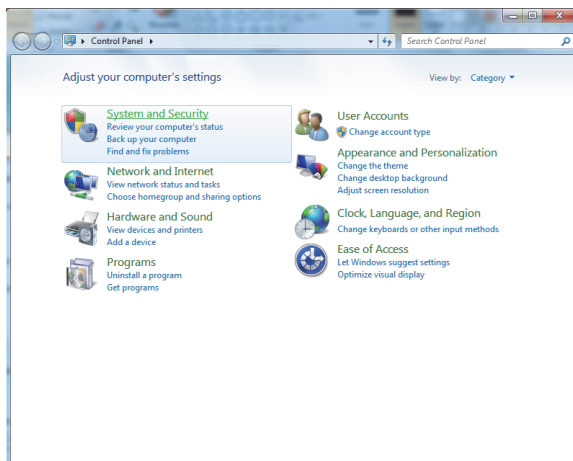 Control Panel
Search Control Panel
Adjust your computer's settings
View by: Category
System and Security
Review your computer's status
Back up your computer
Find and fix problems
Network and Internet
View network status and tasks
Choose homegroup and sharing options
Hardware and Sound
View devices and printers
Add a device
Programs
Uninstall a program
Get programs
User Accounts
Change account type
Appearance and Personalization
Change the theme
Change desktop background
Adjust screen resolution
Clock, Language, and Region
Change keyboards or other input methods
Ease of Access
Let Windows suggest settings
Optimize visual display